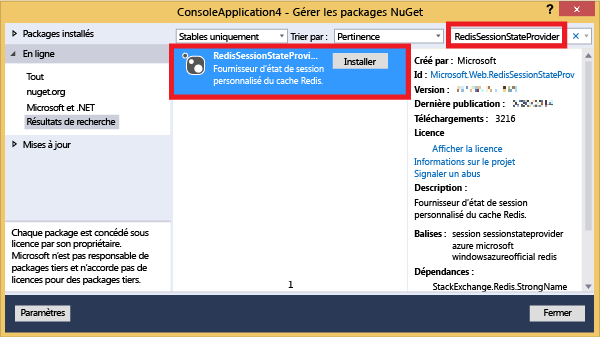 ConsoleApplication4 - Gérer les packages NuGet
Packages installés
En ligne
Tout
nuget.org
Microsoft et .NET
Résultats de recherche
Mises à jour
Chaque package est concédé sous
licence par son propriétaire.
Microsoft n'est pas responsable de
packages tiers et n'accorde pas de
licences pour des packages tiers.
Stables uniquement
Trier par :
Pertinence
RedisSessionStateProvider
RedisSessionStateProvi...
Fournisseur d'état de session
personnalisé du cache Redis.
Installer
1
Créé par : Microsoft
Id : Microsoft.Web.RedisSessionStateProv
Version :
Dernière publication :
Téléchargements : 3216
Licence
Afficher la licence
Informations sur le projet
Signaler un abus
Description :
Fournisseur d'état de session
personnalisé du cache Redis.
Balises : session sessionstateprovider
azure microsoft
windowsazureofficial redis
Dépendances :
StackExchange.Redis.StrongName
Paramètres
Fermer